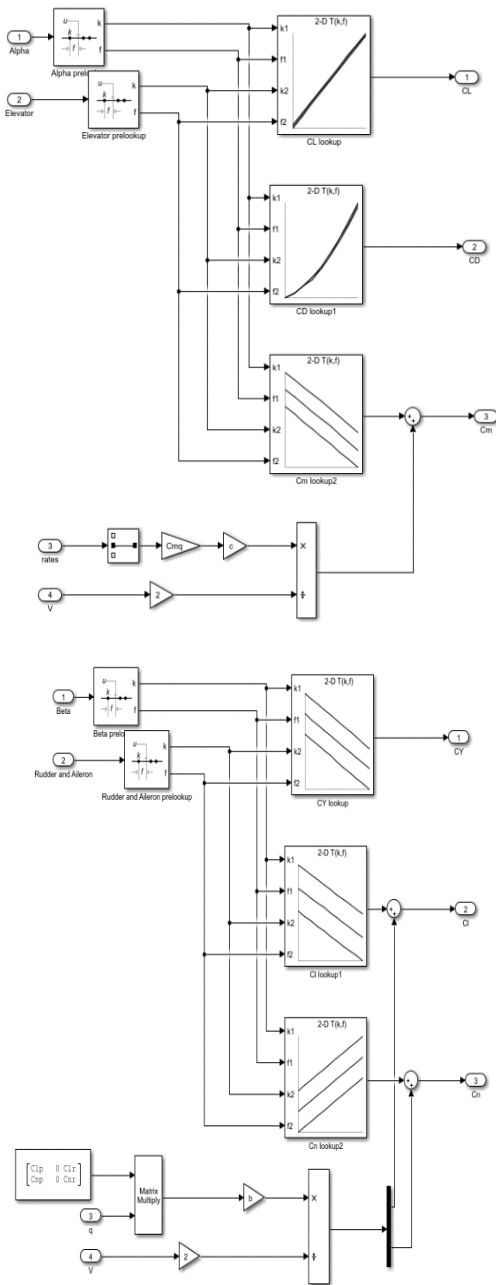 1
Alpha
u
k
f
k
f
Alpha prel
2
Elevator
u
k
f
k
f
Elevator prelookup
2-D T(k,f)
k1
f1
k2
f2
CL lookup
1
CL
2-D T(k,f)
k1
f1
k2
f2
CD lookup1
2
CD
2-D T(k,f)
k1
f1
k2
f2
Cm lookup2
+
+
3
Cm
3
rates
Cmq
c
×
÷
4
V
2
1
Beta
u
k
f
k
f
Beta prel
2
Rudder and Aileron
u
k
f
k
f
Rudder and Aileron prelookup
2-D T(k,f)
k1
f1
k2
f2
CY lookup
1
CY
2-D T(k,f)
k1
f1
k2
f2
Cl lookup1
+
+
2
Cl
2-D T(k,f)
k1
f1
k2
f2
Cn lookup2
+
+
3
Cn
Clp 0 Clr
Cnp 0 Cnr
Matrix
Multiply
3
q
b
×
÷
4
V
2